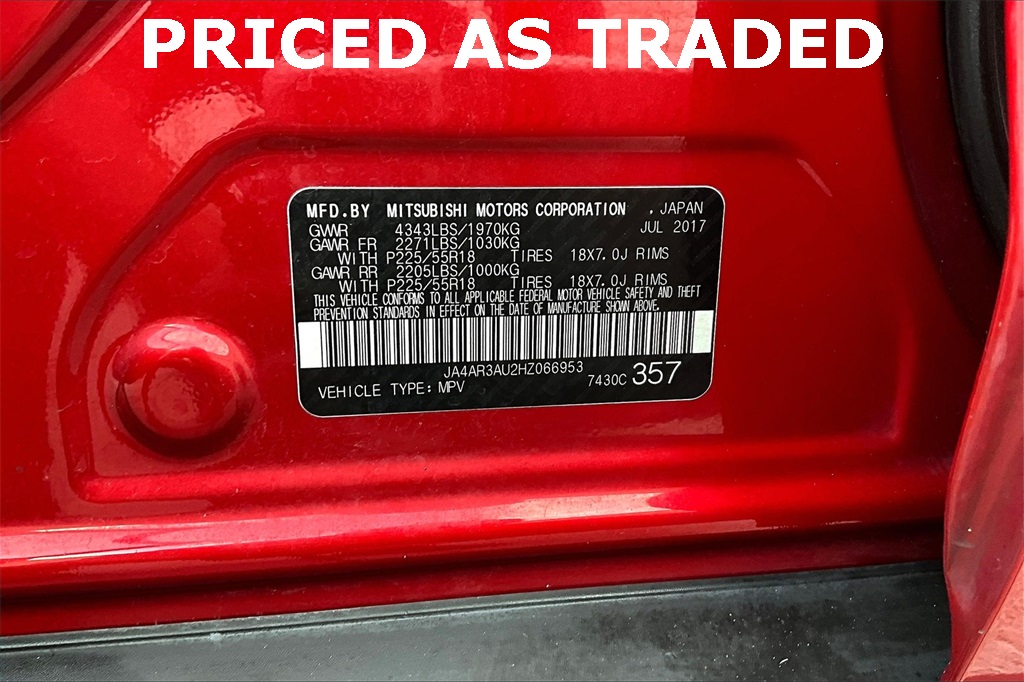 PRICED AS TRADED
MFD.BY MITSUBISHI MOTORS CORPORATION , JAPAN
GVWR 4343LBS/1970KG JUL 2017
GAWR FR 2271LBS/1030KG
WITH P225/55R18 TIRES 18X7.0J RIMS
GAWR RR 2205LBS/1000KG
WITH P225/55R18 TIRES 18X7.0J RIMS
THIS VEHICLE CONFORMS TO ALL APPLICABLE FEDERAL MOTOR VEHICLE SAFETY AND THEFT
PREVENTION STANDARDS IN EFFECT ON THE DATE OF MANUFACTURE SHOWN ABOVE.
JA4AR3AU2HZ066953
VEHICLE TYPE:MPV 7430C 357